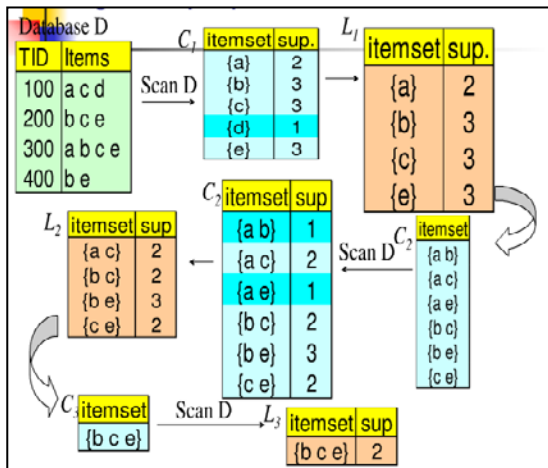 Database D
TID Items
100 a c d
200 b c e
300 a b c e
400 b e
Scan D
C1
itemset sup.
{a} 2
{b} 3
{c} 3
{d} 1
{e} 3
L1
itemset sup.
{a} 2
{b} 3
{c} 3
{e} 3
C2
itemset
{a b}
{a c}
{a e}
{b c}
{b e}
{c e}
Scan D
C2
itemset sup
{a b} 1
{a c} 2
{a e} 1
{b c} 2
{b e} 3
{c e} 2
L2
itemset sup
{a c} 2
{b c} 2
{b e} 3
{c e} 2
C3
itemset
{b c e}
Scan D
L3
itemset sup
{b c e} 2